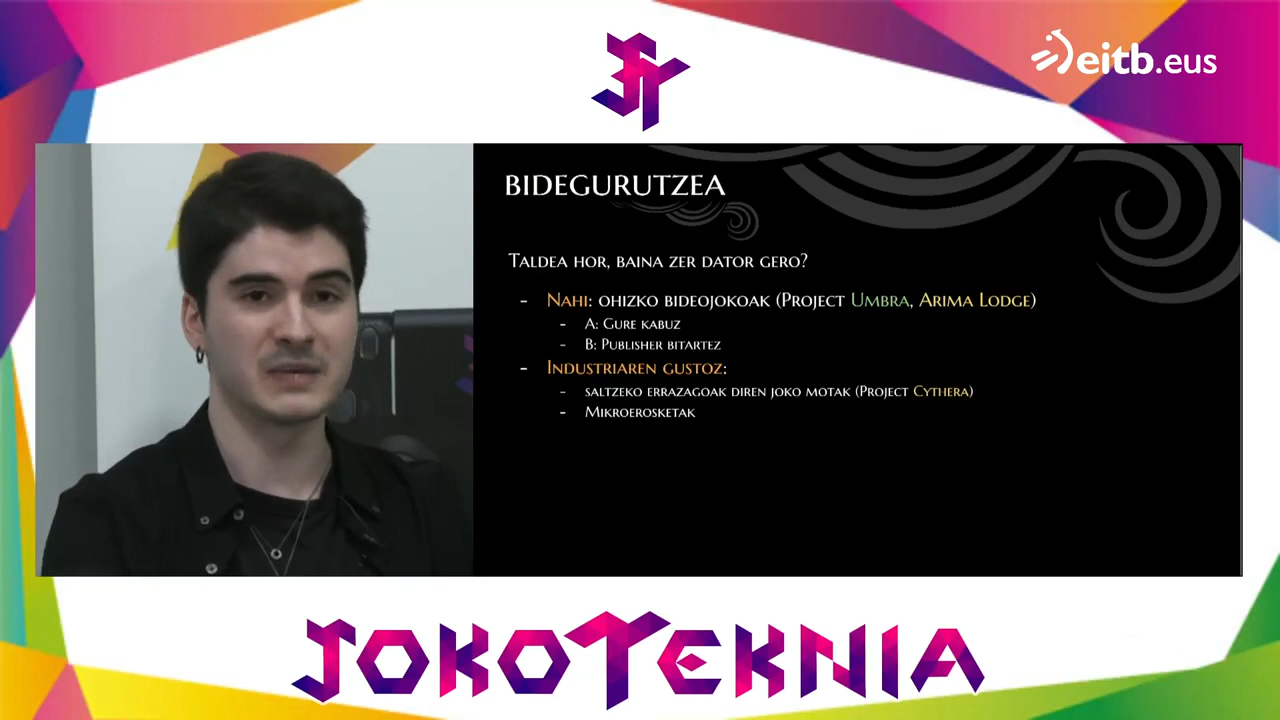 eitb.eus
BIDEGURUTZEA
TALDEA HOR, BAINA ZER DATOR GERO?
- NAHI: OHIZKO BIDEOJOKOAK (PROJECT UMBRA, ARIMA LODGE)
- A: GURE KABUZ
- B: PUBLISHER BITARTEZ
- INDUSTRIAREN GUSTOZ:
- SALTZEKO ERRAZAGOAK DIREN JOKO MOTAK (PROJECT CYTHERA)
- MIKROEROSKETAK
JOKOTEKNIA